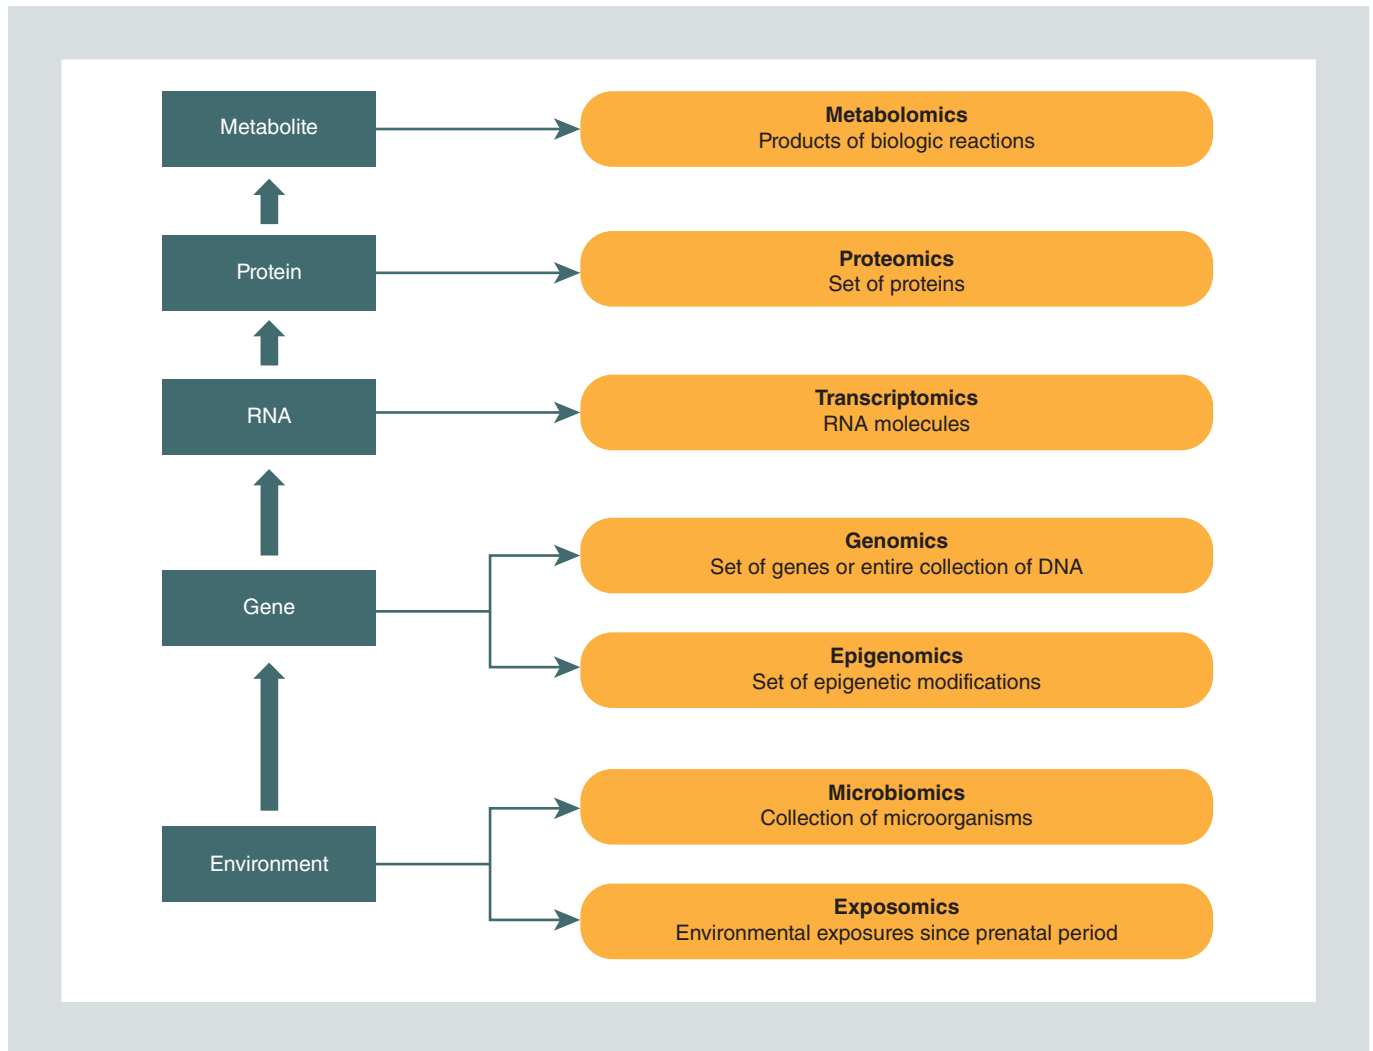 Metabolite
Metabolomics
Products of biologic reactions
Protein
Proteomics
Set of proteins
RNA
Transcriptomics
RNA molecules
Gene
Genomics
Set of genes or entire collection of DNA
Epigenomics
Set of epigenetic modifications
Environment
Microbiomics
Collection of microorganisms
Exposomics
Environmental exposures since prenatal period